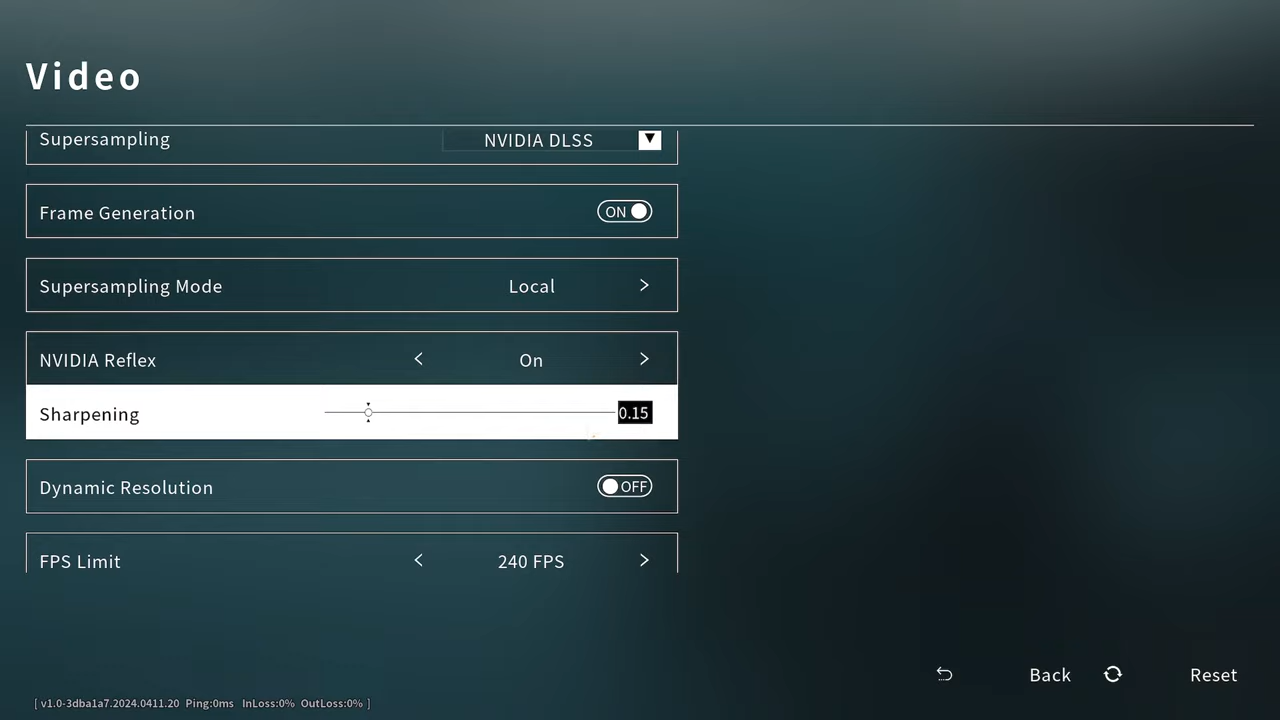 Video
Supersampling NVIDIA DLSS
Frame Generation ON
Supersampling Mode Local
NVIDIA Reflex On
Sharpening 0.15
Dynamic Resolution OFF
FPS Limit 240 FPS
Back Reset
[ v1.0-3dba1a7.2024.0411.20 Ping:0ms InLoss:0% OutLoss:0% ]